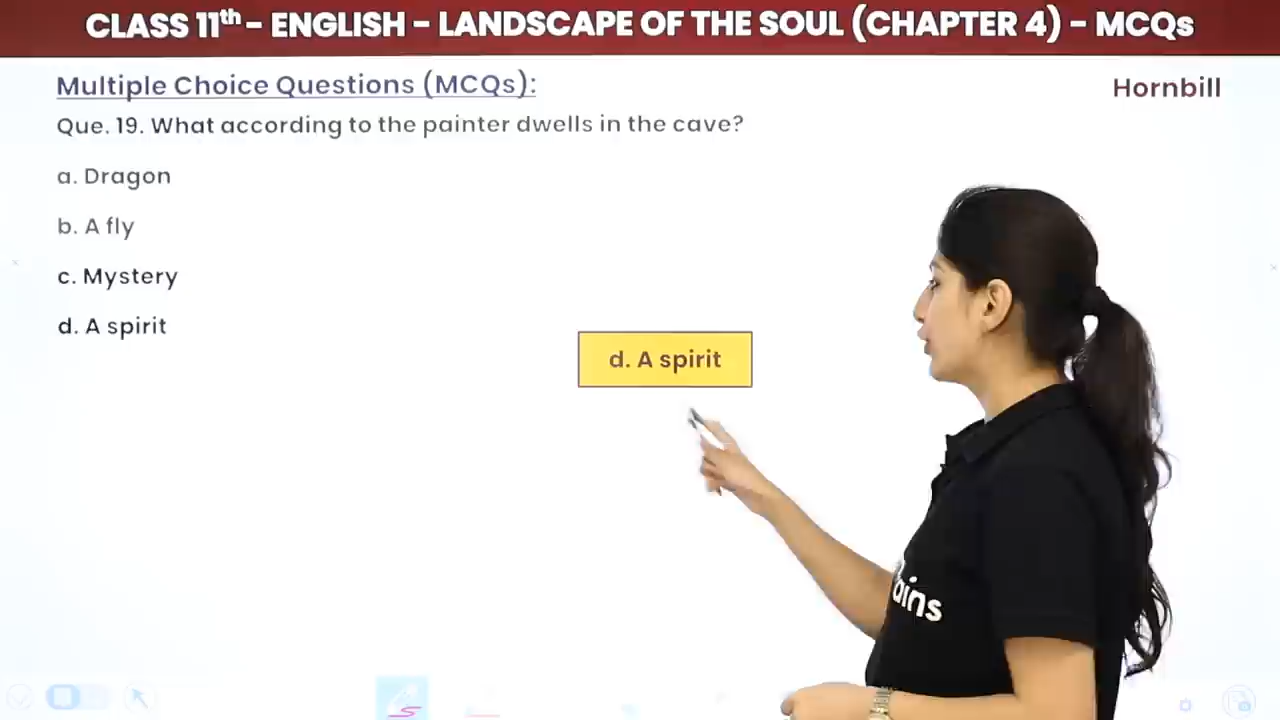 CLASS 11th - ENGLISH - LANDSCAPE OF THE SOUL (CHAPTER 4) - MCQs
Multiple Choice Questions (MCQs):
Hornbill
Que. 19. What according to the painter dwells in the cave?
a. Dragon
b. A fly
c. Mystery
d. A spirit
d. A spirit